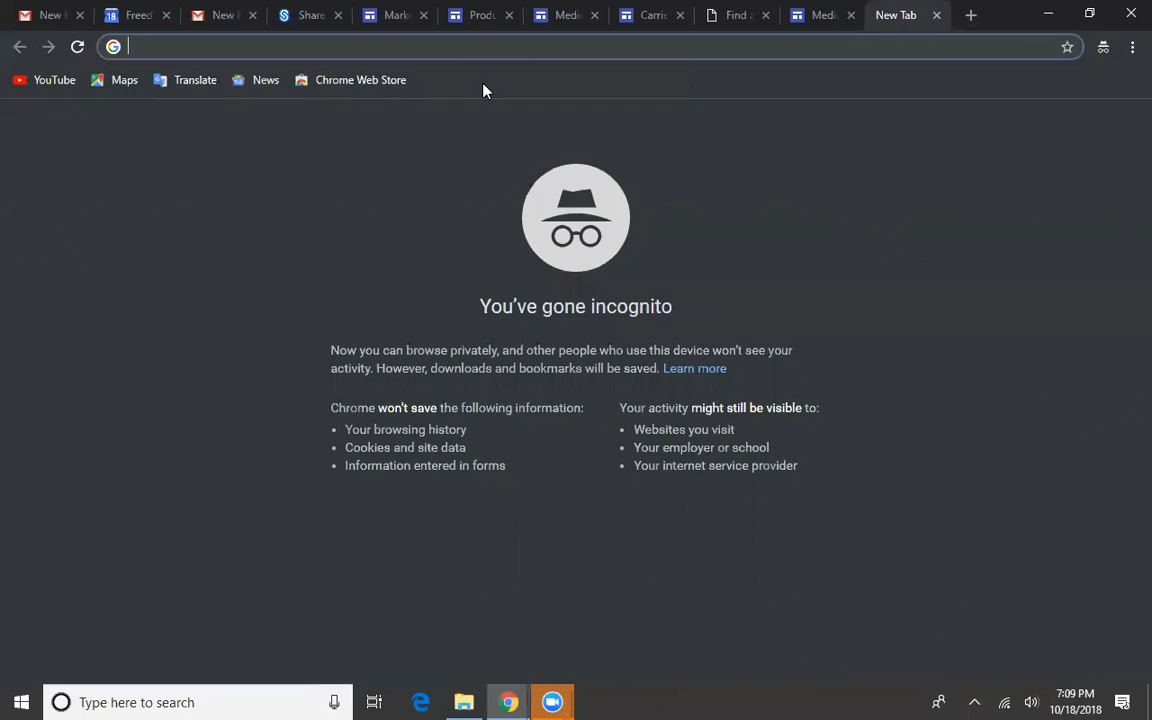 New I
Freed
New I
Share
Mark
Produ
Medic
Carrie
Find a
Medic
New Tab
YouTube
Maps
Translate
News
Chrome Web Store
You've gone incognito
Now you can browse privately, and other people who use this device won't see your
activity. However, downloads and bookmarks will be saved. Learn more
Chrome won't save the following information:
• Your browsing history
• Cookies and site data
• Information entered in forms
Your activity might still be visible to:
• Websites you visit
• Your employer or school
• Your internet service provider
Type here to search
7:09 PM
10/18/2018